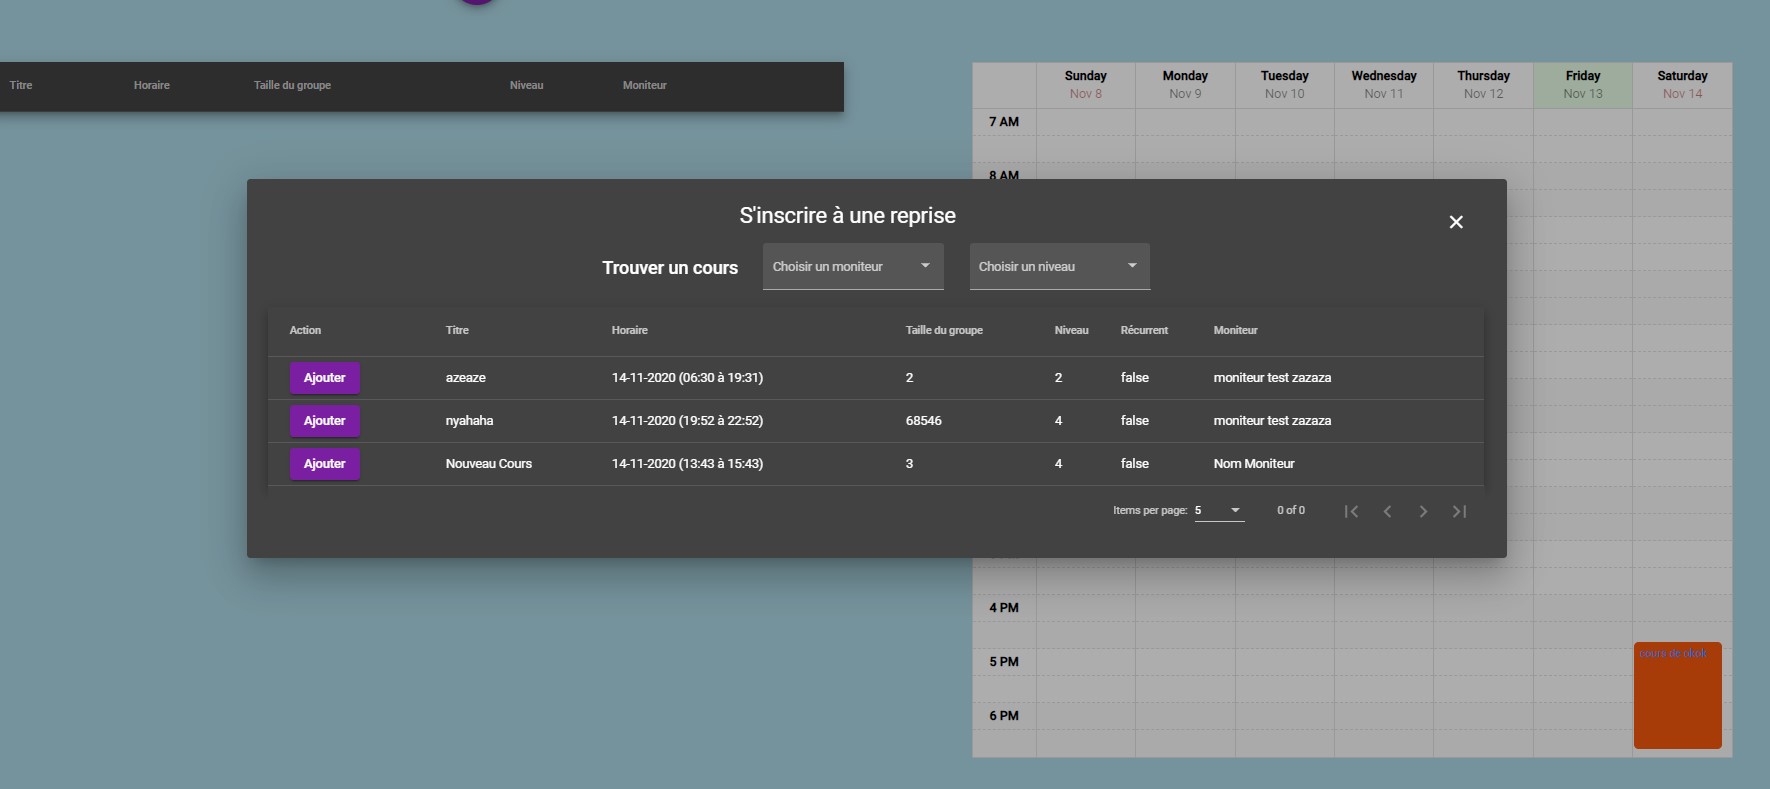 Titre Horaire Taille du groupe Niveau Moniteur
Sunday Monday Tuesday Wednesday Thursday Friday Saturday
Nov 8 Nov 9 Nov 10 Nov 11 Nov 12 Nov 13 Nov 14
7 AM
8 AM
S'inscrire à une reprise
Trouver un cours Choisir un moniteur Choisir un niveau
Action Titre Horaire Taille du groupe Niveau Récurrent Moniteur
Ajouter azeaze 14-11-2020 (06:30 à 19:31) 2 2 false moniteur test zazaza
Ajouter nyahaha 14-11-2020 (19:52 à 22:52) 68546 4 false moniteur test zazaza
Ajouter Nouveau Cours 14-11-2020 (13:43 à 15:43) 3 4 false Nom Moniteur
Items per page: 5 0 of 0
4 PM
5 PM
cours de okok
6 PM